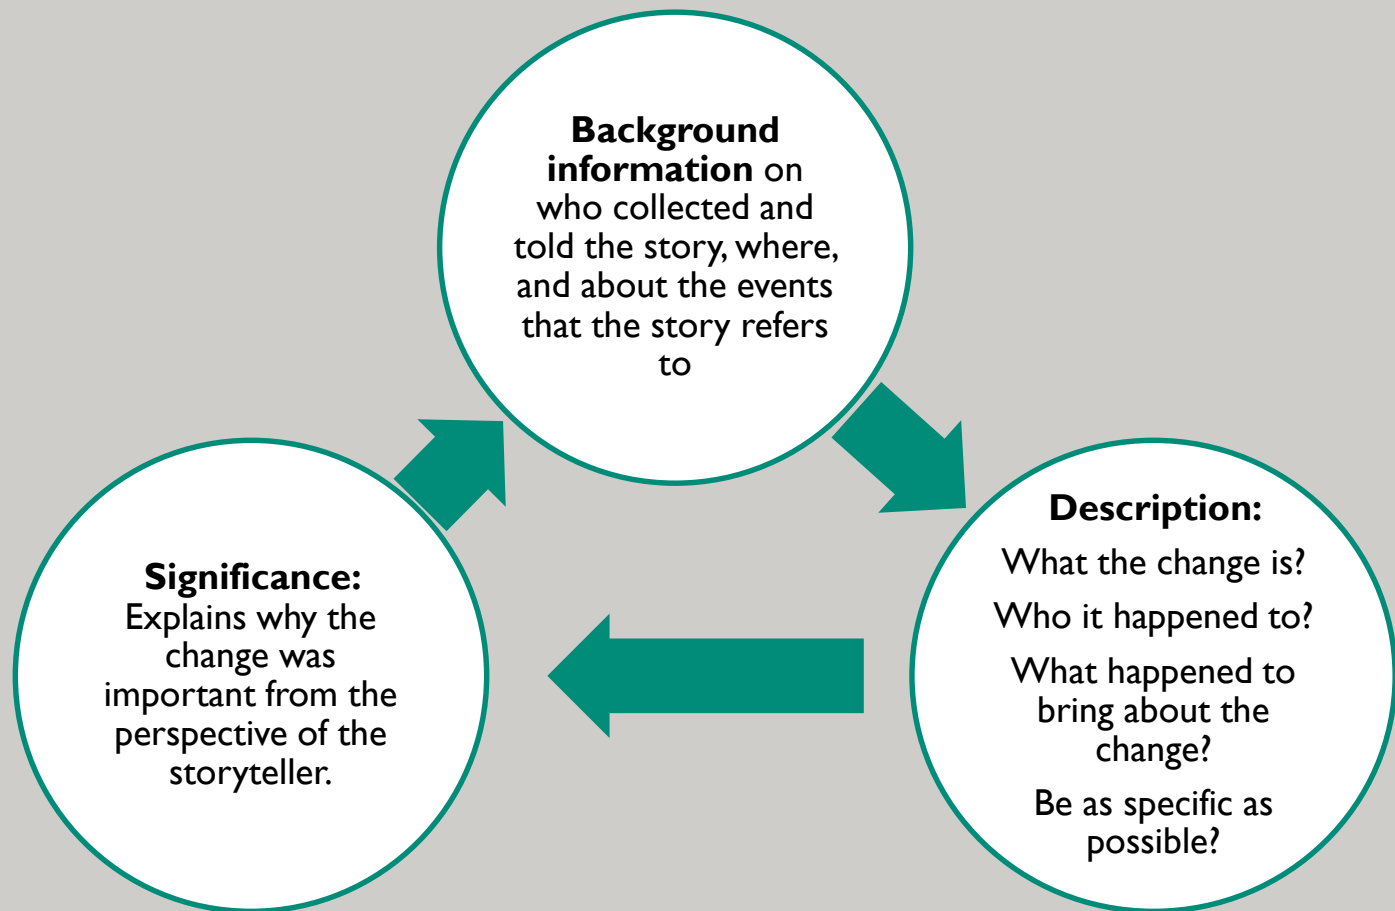 Background
information on
who collected and
told the story, where,
and about the events
that the story refers
to
Description:
What the change is?
Who it happened to?
What happened to
bring about the
change?
Be as specific as
possible?
Significance:
Explains why the
change was
important from the
perspective of the
storyteller.